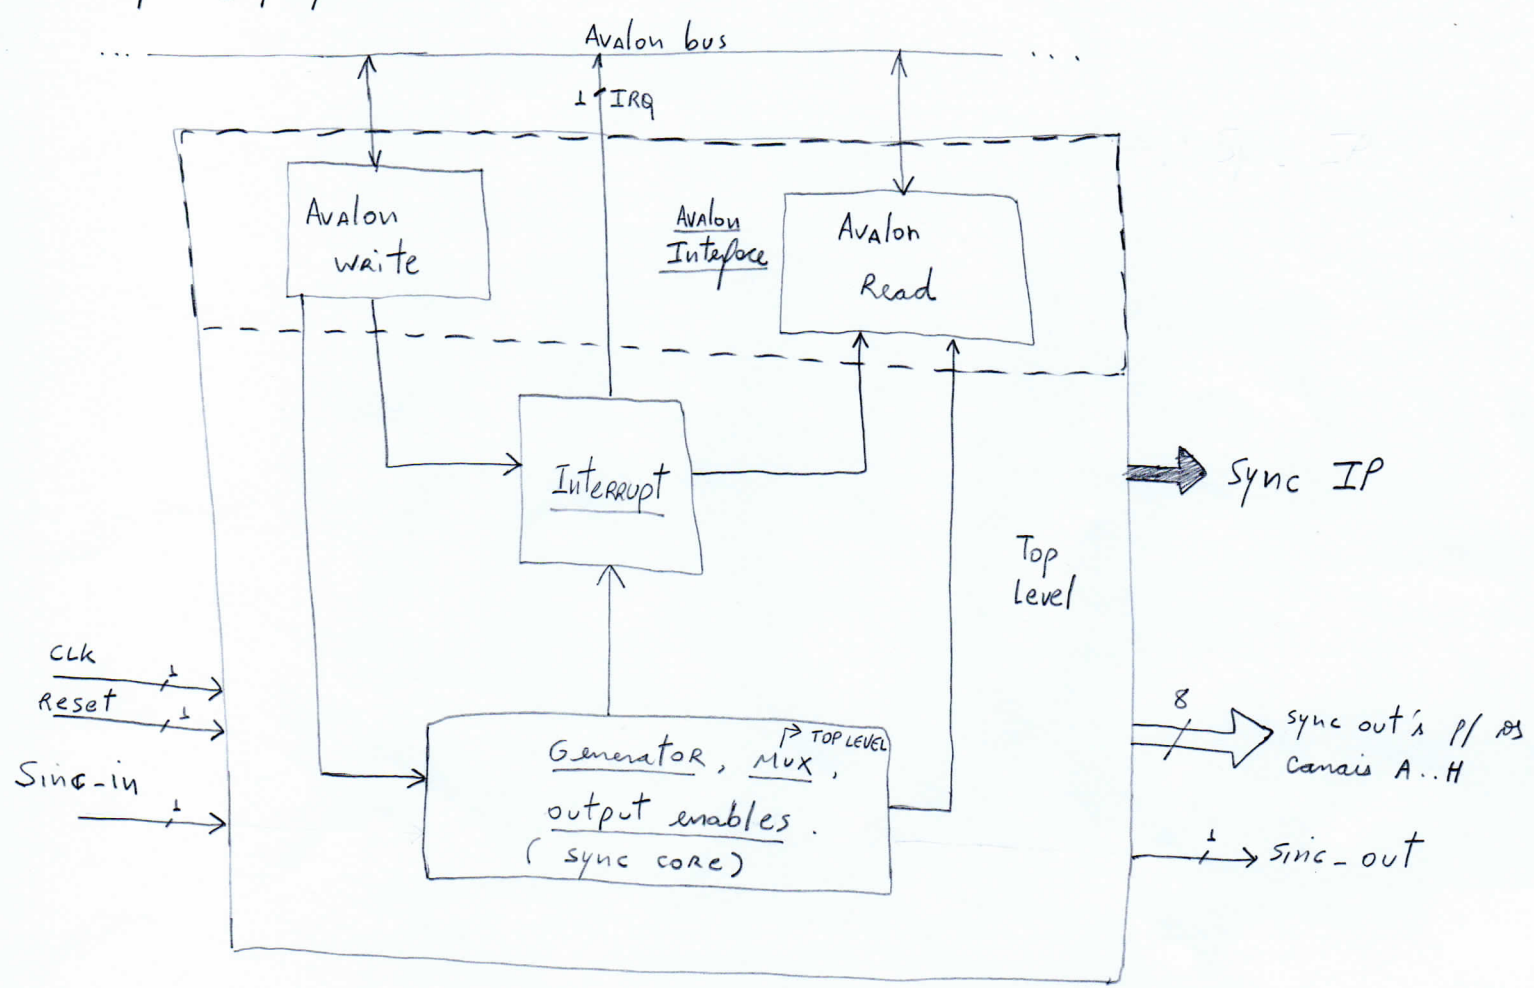 Avalon bus
... ....
1 IRQ
Avalon
Write
Avalon
Interface
Avalon
Read
Interrupt
Sync IP
Top
Level
CLK
1
Reset
1
Sinc-in
1
Generator, MUX,
TOP LEVEL
output enables.
(sync core)
8
sync out's p/ os
Canais A..H
1
sinc_out